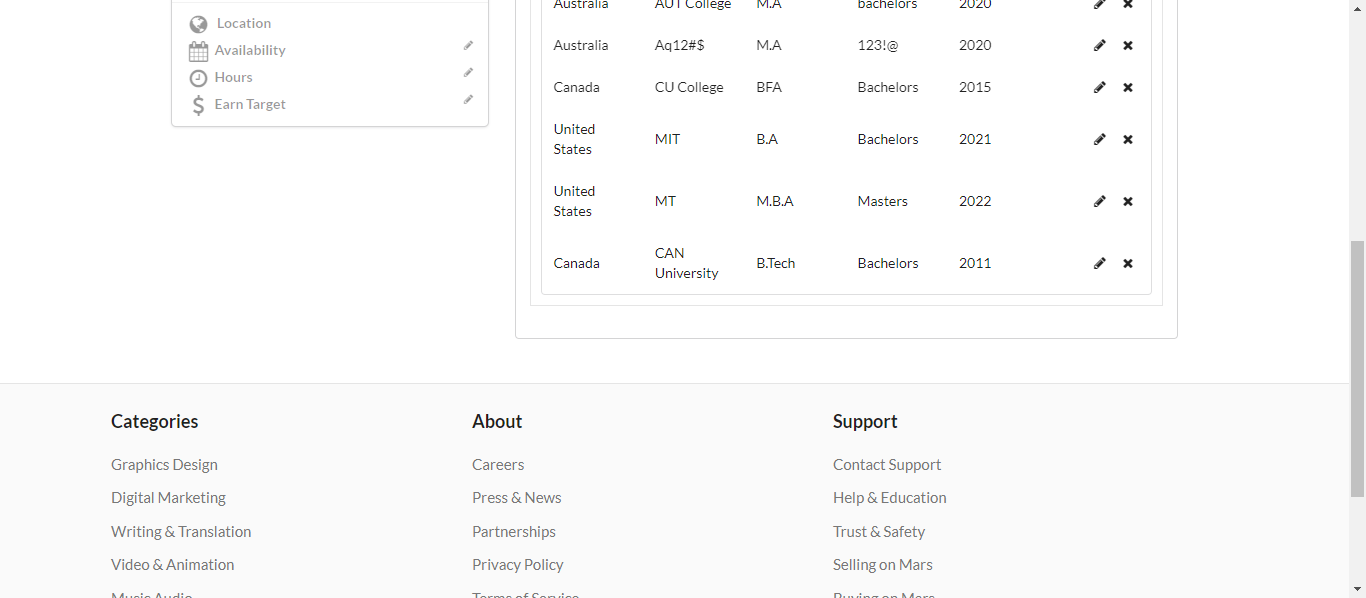 Location
Availability
Hours
Earn Target
Australia AUT College M.A bachelors 2020
Australia Aq12#$ M.A 123!@ 2020
Canada CU College BFA Bachelors 2015
United
States MIT B.A Bachelors 2021
United
States MT M.B.A Masters 2022
Canada CAN
University B.Tech Bachelors 2011
Categories About Support
Graphics Design Careers Contact Support
Digital Marketing Press & News Help & Education
Writing & Translation Partnerships Trust & Safety
Video & Animation Privacy Policy Selling on Mars
Music Audio Terms of Service Buying on Mars